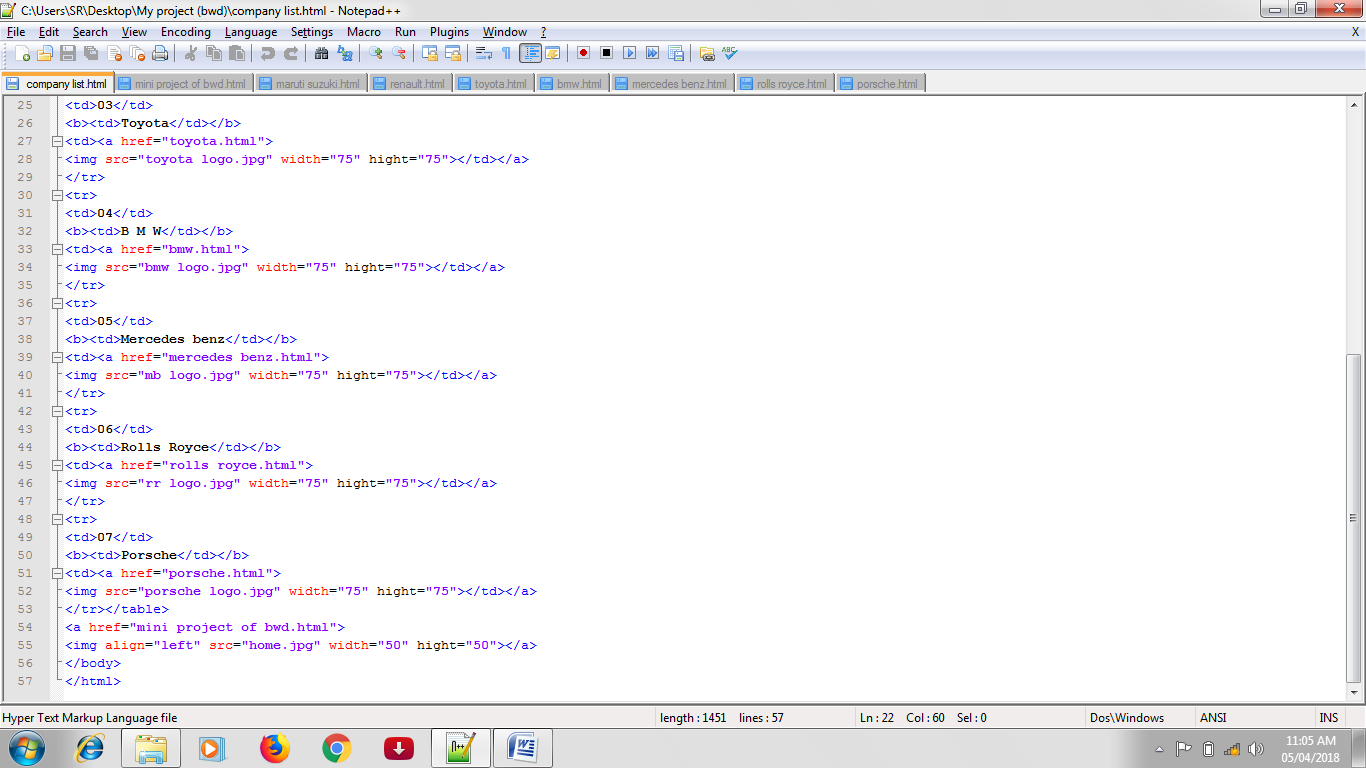 C:\Users\SR\Desktop\My project (bwd)\company list.html - Notepad++
File Edit Search View Encoding Language Settings Macro Run Plugins Window ? X
company list.html mini project of bwd.html maruti suzuki.html renault.html toyota.html bmw.html mercedes benz.html rolls royce.html porsche.html
25 <td>03</td>
26 <b><td>Toyota</td></b>
27 <td><a href="toyota.html">
28 <img src="toyota logo.jpg" width="75" hight="75"></td></a>
29 </tr>
30 <tr>
31 <td>04</td>
32 <b><td>B M W</td></b>
33 <td><a href="bmw.html">
34 <img src="bmw logo.jpg" width="75" hight="75"></td></a>
35 </tr>
36 <tr>
37 <td>05</td>
38 <b><td>Mercedes benz</td></b>
39 <td><a href="mercedes benz.html">
40 <img src="mb logo.jpg" width="75" hight="75"></td></a>
41 </tr>
42 <tr>
43 <td>06</td>
44 <b><td>Rolls Royce</td></b>
45 <td><a href="rolls royce.html">
46 <img src="rr logo.jpg" width="75" hight="75"></td></a>
47 </tr>
48 <tr>
49 <td>07</td>
50 <b><td>Porsche</td></b>
51 <td><a href="porsche.html">
52 <img src="porsche logo.jpg" width="75" hight="75"></td></a>
53 </tr></table>
54 <a href="mini project of bwd.html">
55 <img align="left" src="home.jpg" width="50" hight="50"></a>
56 </body>
57 </html>
Hyper Text Markup Language file length : 1451 lines : 57 Ln : 22 Col : 60 Sel : 0 Dos\Windows ANSI INS
11:05 AM
05/04/2018